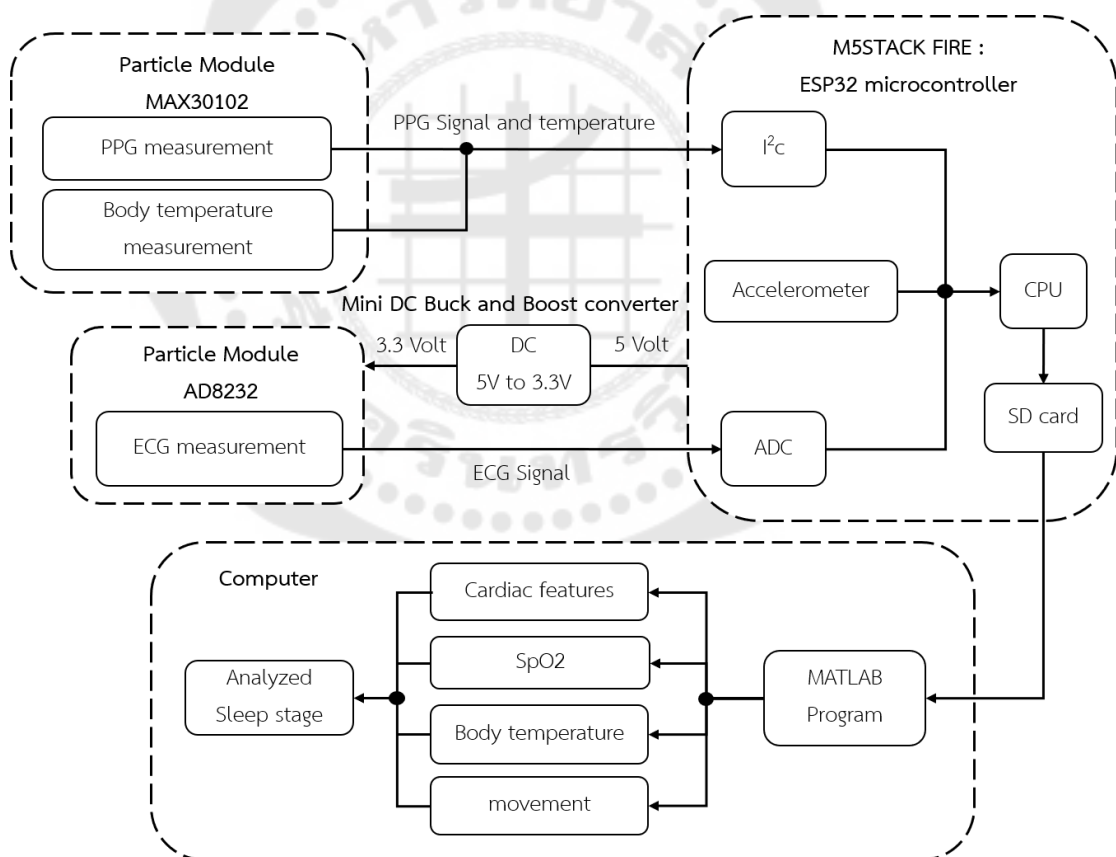 Particle Module
MAX30102
PPG measurement
Body temperature
measurement
PPG Signal and temperature
M5STACK FIRE :
ESP32 microcontroller
I²c
Accelerometer
CPU
SD card
ADC
Mini DC Buck and Boost converter
3.3 Volt
DC
5V to 3.3V
5 Volt
Particle Module
AD8232
ECG measurement
ECG Signal
Computer
Cardiac features
SpO2
Body temperature
movement
Analyzed
Sleep stage
MATLAB
Program